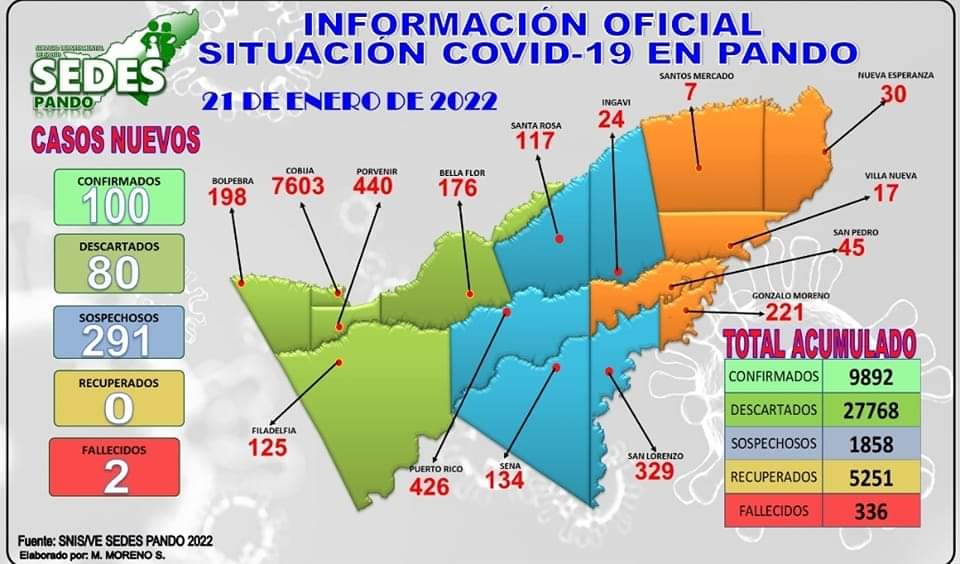 INFORMACIÓN OFICIAL
SITUACIÓN COVID-19 EN PANDO
SERVICIO DEPARTAMENTAL
DE SALUD
SEDES
PANDO
21 DE ENERO DE 2022
CASOS NUEVOS
CONFIRMADOS
100
DESCARTADOS
80
SOSPECHOSOS
291
RECUPERADOS
0
FALLECIDOS
2
BOLPEBRA
198
COBIJA
7603
PORVENIR
440
BELLA FLOR
176
SANTA ROSA
117
INGAVI
24
SANTOS MERCADO
7
NUEVA ESPERANZA
30
VILLA NUEVA
17
SAN PEDRO
45
GONZALO MORENO
221
FILADELFIA
125
PUERTO RICO
426
SENA
134
SAN LORENZO
329
TOTAL ACUMULADO
CONFIRMADOS 9892
DESCARTADOS 27768
SOSPECHOSOS 1858
RECUPERADOS 5251
FALLECIDOS 336
Fuente: SNIS/VE SEDES PANDO 2022
Elaborado por: M. MORENO S.